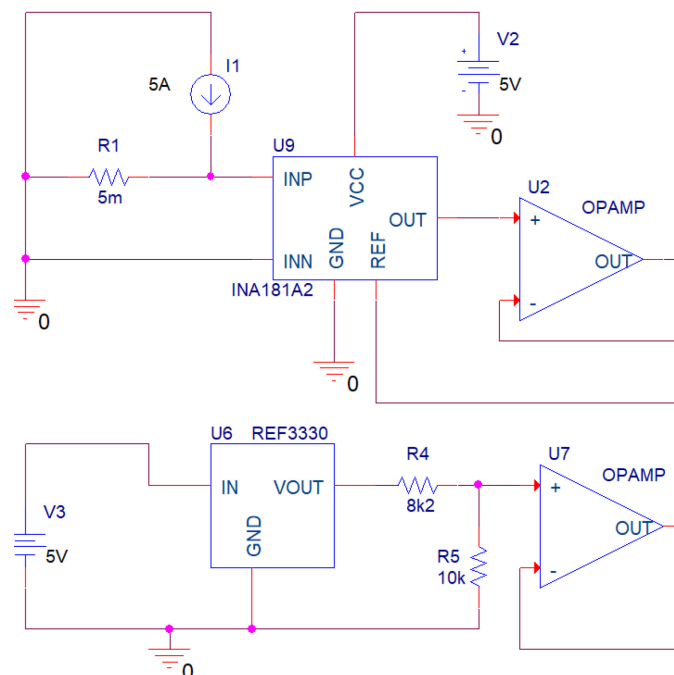 V2
I1
5A
+
-
5V
0
R1
5m
U9
INP
VCC
OUT
INN
GND
REF
INA181A2
0
0
U2
OPAMP
+
OUT
-
U6
REF3330
IN
VOUT
GND
R4
8k2
U7
OPAMP
+
OUT
-
V3
5V
R5
10k
0